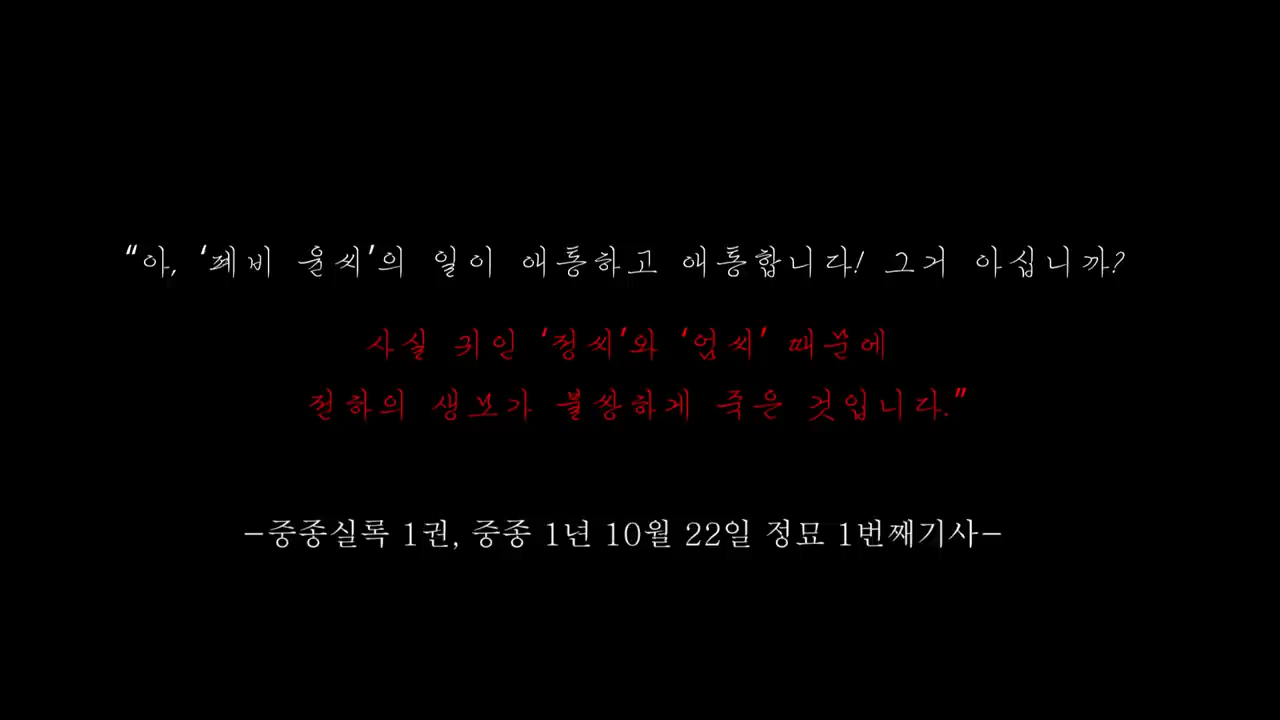 "아, '폐비 윤씨'의 일이 애통하고 애통합니다! 그거 아십니까?
사실 귀인 '정씨'와 '엄씨' 때문에
전하의 생모가 불쌍하게 죽은 것입니다."
-중종실록 1권, 중종 1년 10월 22일 정묘 1번째기사-